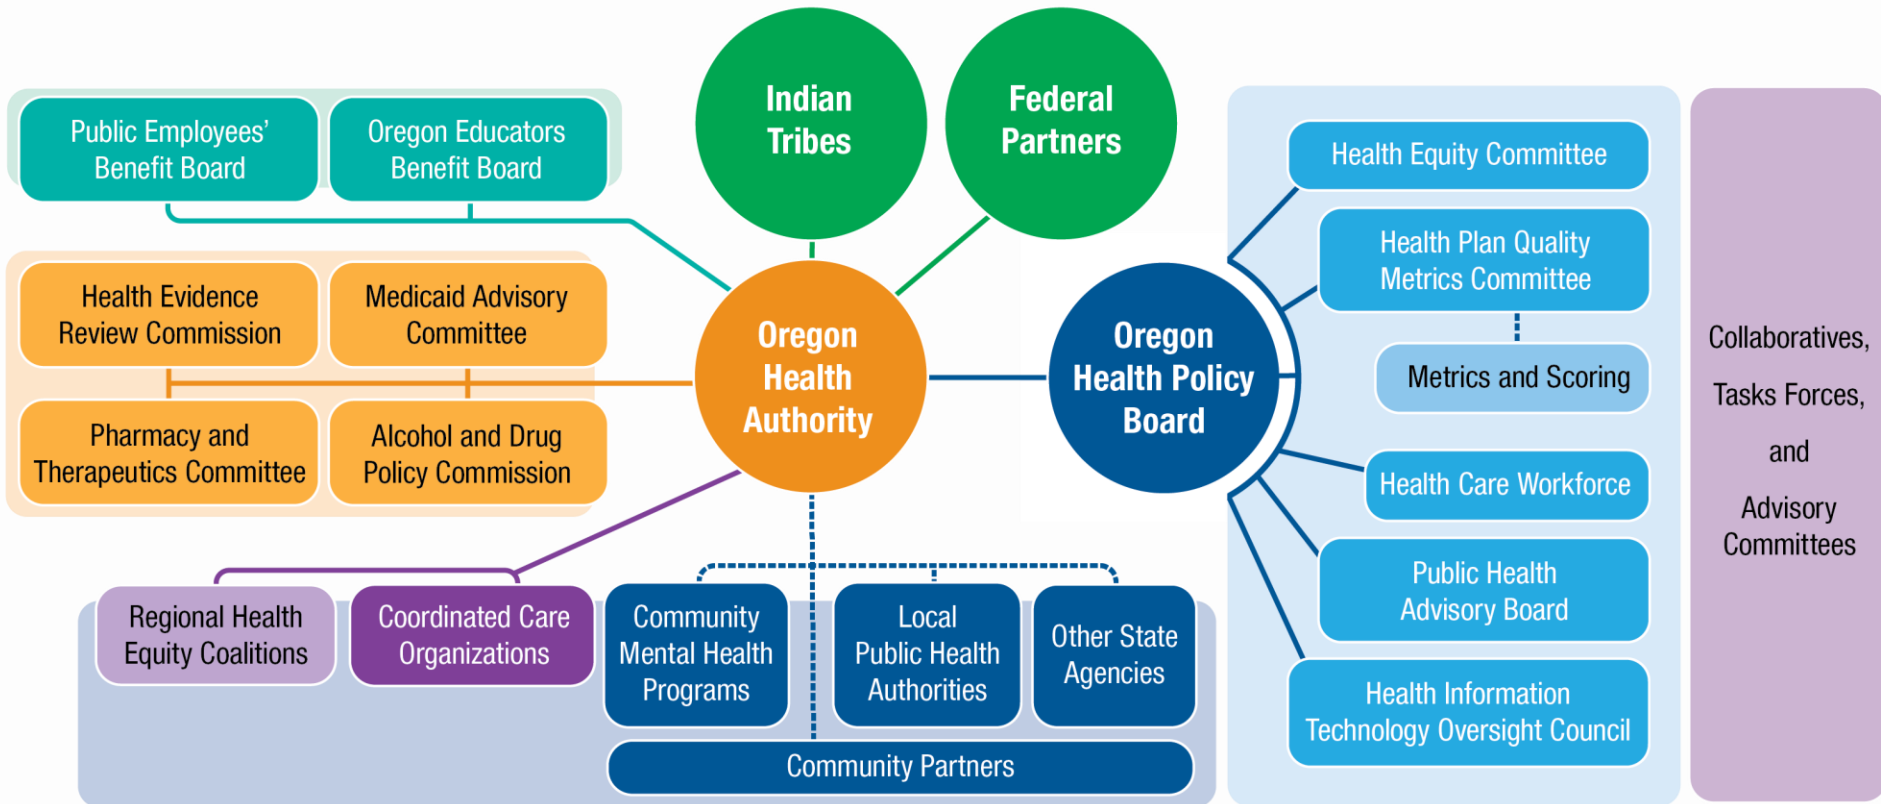 Indian
Tribes
Federal
Partners
Public Employees’
Benefit Board
Oregon Educators
Benefit Board
Health Evidence
Review Commission
Medicaid Advisory
Committee
Pharmacy and
Therapeutics Committee
Alcohol and Drug
Policy Commission
Oregon
Health
Authority
Oregon
Health Policy
Board
Health Equity Committee
Health Plan Quality
Metrics Committee
Metrics and Scoring
Health Care Workforce
Public Health
Advisory Board
Health Information
Technology Oversight Council
Collaboratives,
Tasks Forces,
and
Advisory
Committees
Regional Health
Equity Coalitions
Coordinated Care
Organizations
Community
Mental Health
Programs
Local
Public Health
Authorities
Other State
Agencies
Community Partners